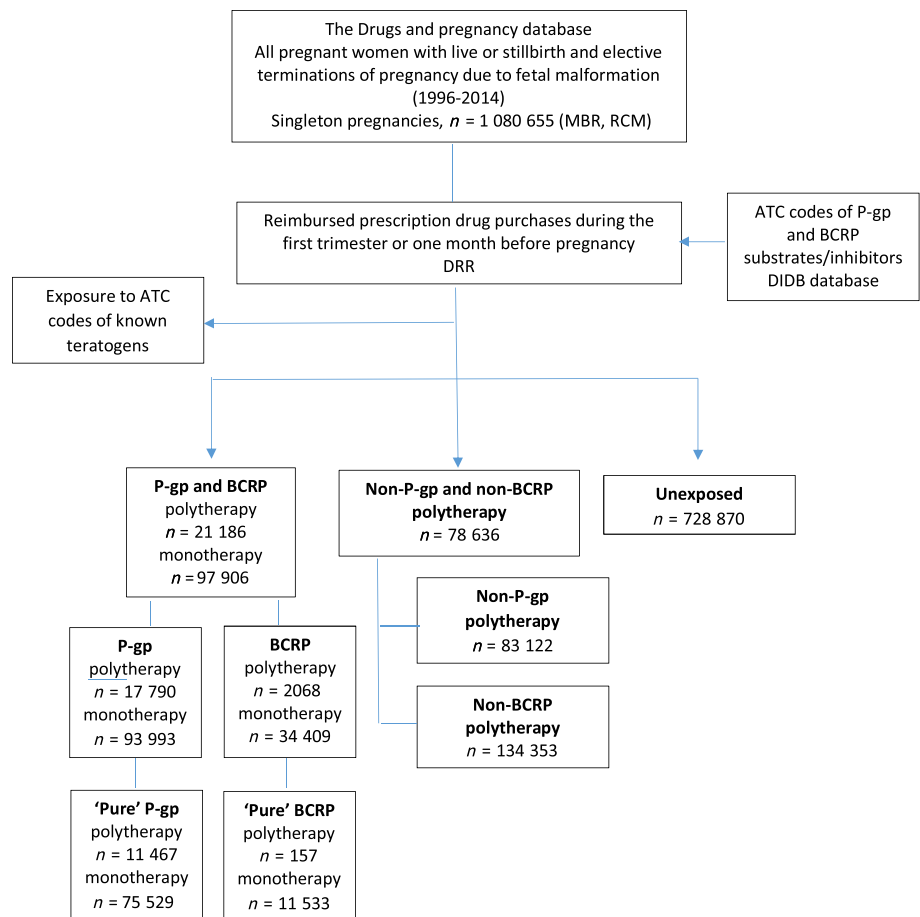 The Drugs and pregnancy database
All pregnant women with live or stillbirth and elective
terminations of pregnancy due to fetal malformation
(1996-2014)
Singleton pregnancies, n = 1 080 655 (MBR, RCM)
Reimbursed prescription drug purchases during the
first trimester or one month before pregnancy
DRR
ATC codes of P-gp
and BCRP
substrates/inhibitors
DIDB database
Exposure to ATC
codes of known
teratogens
P-gp and BCRP
polytherapy
n = 21 186
monotherapy
n = 97 906
Non-P-gp and non-BCRP
polytherapy
n = 78 636
Unexposed
n = 728 870
Non-P-gp
polytherapy
n = 83 122
Non-BCRP
polytherapy
n = 134 353
P-gp
polytherapy
n = 17 790
monotherapy
n = 93 993
BCRP
polytherapy
n = 2068
monotherapy
n = 34 409
‘Pure’ P-gp
polytherapy
n = 11 467
monotherapy
n = 75 529
‘Pure’ BCRP
polytherapy
n = 157
monotherapy
n = 11 533